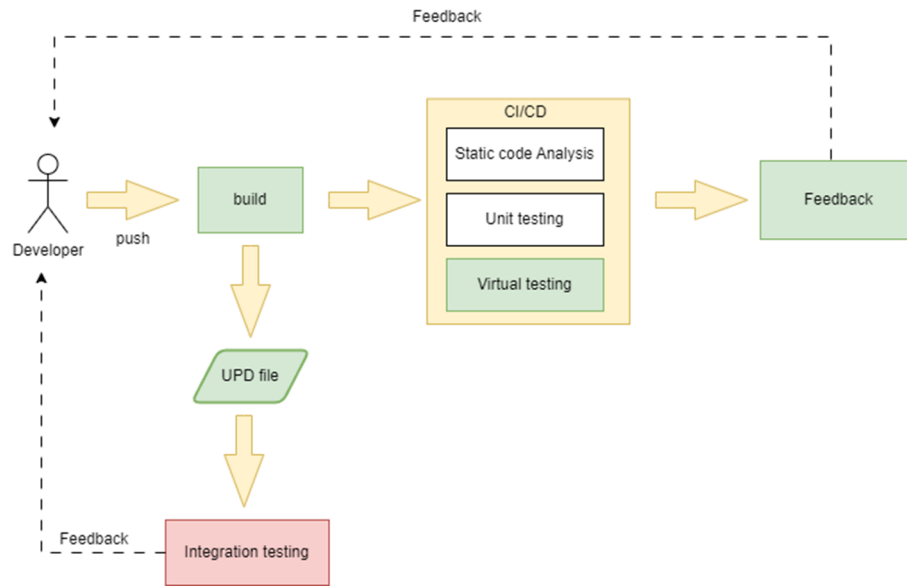 Feedback
CI/CD
Static code Analysis
build
Unit testing
Feedback
push
Developer
Virtual testing
UPD file
Feedback
Integration testing